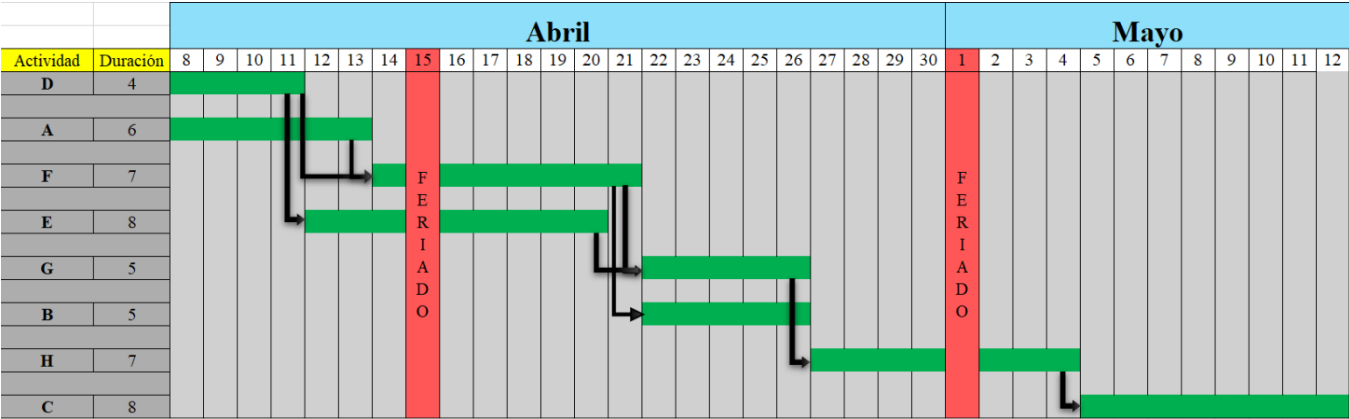 Abril Mayo
Actividad Duración 8 9 10 11 12 13 14 15 16 17 18 19 20 21 22 23 24 25 26 27 28 29 30 1 2 3 4 5 6 7 8 9 10 11 12
D 4
A 6
F 7
E 8
G 5
B 5
H 7
C 8
FERIADO
FERIADO